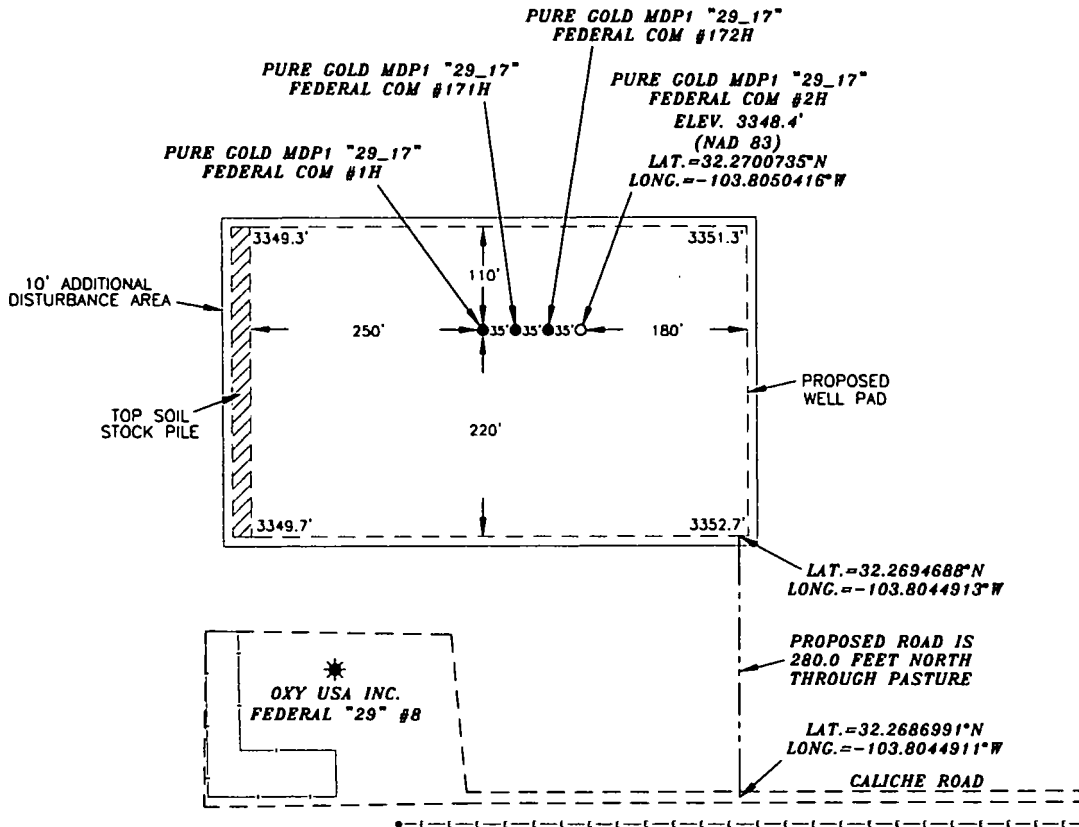 PURE GOLD MDP1 "29_17"
FEDERAL COM #172H
PURE GOLD MDP1 "29_17"
FEDERAL COM #171H
PURE GOLD MDP1 "29_17"
FEDERAL COM #2H
ELEV. 3348.4'
(NAD 83)
LAT.=32.2700735°N
LONG.=-103.8050416°W
PURE GOLD MDP1 "29_17"
FEDERAL COM #1H
3349.3'
3351.3'
110'
10' ADDITIONAL
DISTURBANCE AREA
250'
35'
35'
35'
180'
PROPOSED
WELL PAD
TOP SOIL
STOCK PILE
220'
3349.7'
3352.7'
LAT.=32.2694688°N
LONG.=-103.8044913°W
PROPOSED ROAD IS
280.0 FEET NORTH
THROUGH PASTURE
OXY USA INC.
FEDERAL "29" #8
LAT.=32.2686991°N
LONG.=-103.8044911°W
CALICHE ROAD